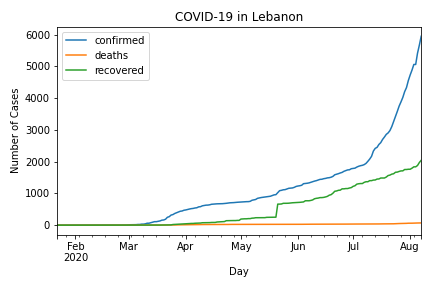 COVID-19 in Lebanon
confirmed
deaths
recovered
Number of Cases
6000
5000
4000
3000
2000
1000
0
Feb Mar Apr May Jun Jul Aug
2020
Day